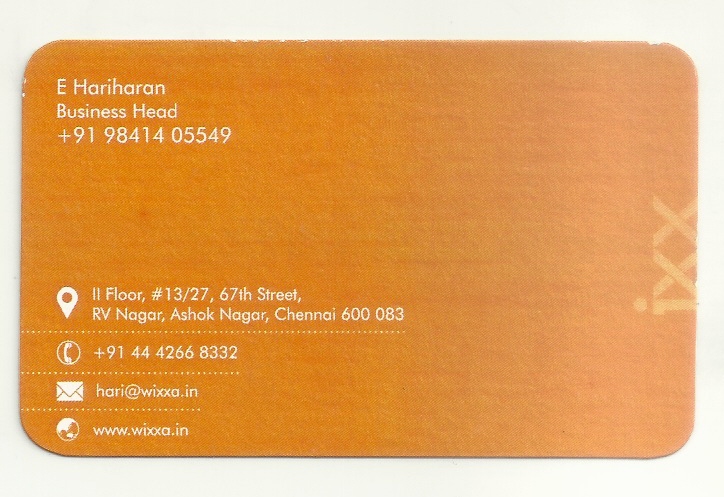 E Hariharan
Business Head
+91 98414 05549
II Floor, #13/27, 67th Street,
RV Nagar, Ashok Nagar, Chennai 600 083
+91 44 4266 8332
hari@wixxa.in
www.wixxa.in
ixx